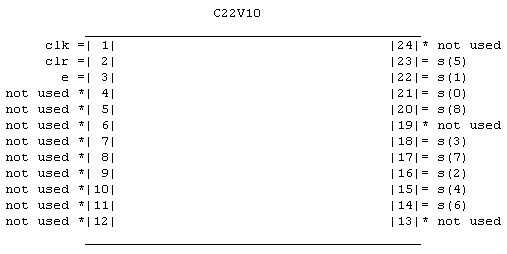 C22V10
clk =| 1| |24|* not used
clr =| 2| |23|= s(5)
e =| 3| |22|= s(1)
not used *| 4| |21|= s(0)
not used *| 5| |20|= s(8)
not used *| 6| |19|* not used
not used *| 7| |18|= s(3)
not used *| 8| |17|= s(7)
not used *| 9| |16|= s(2)
not used *|10| |15|= s(4)
not used *|11| |14|= s(6)
not used *|12| |13|* not used